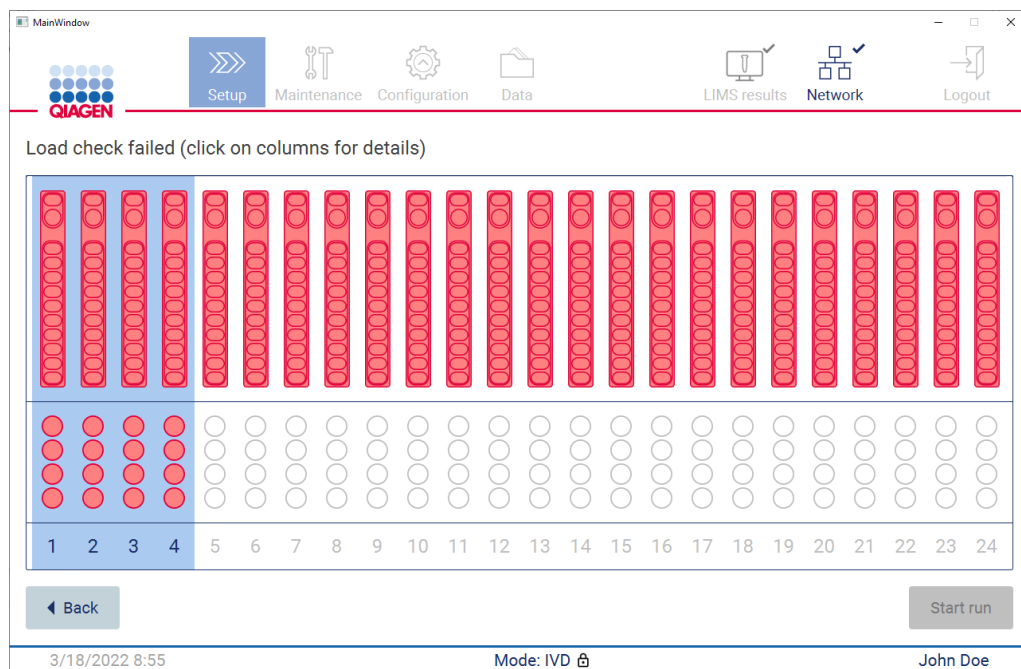 MainWindow
QIAGEN
Setup
Maintenance
Configuration
Data
LIMS results
Network
Logout
Load check failed (click on columns for details)
1 2 3 4 5 6 7 8 9 10 11 12 13 14 15 16 17 18 19 20 21 22 23 24
Back
Start run
3/18/2022 8:55
Mode: IVD
John Doe